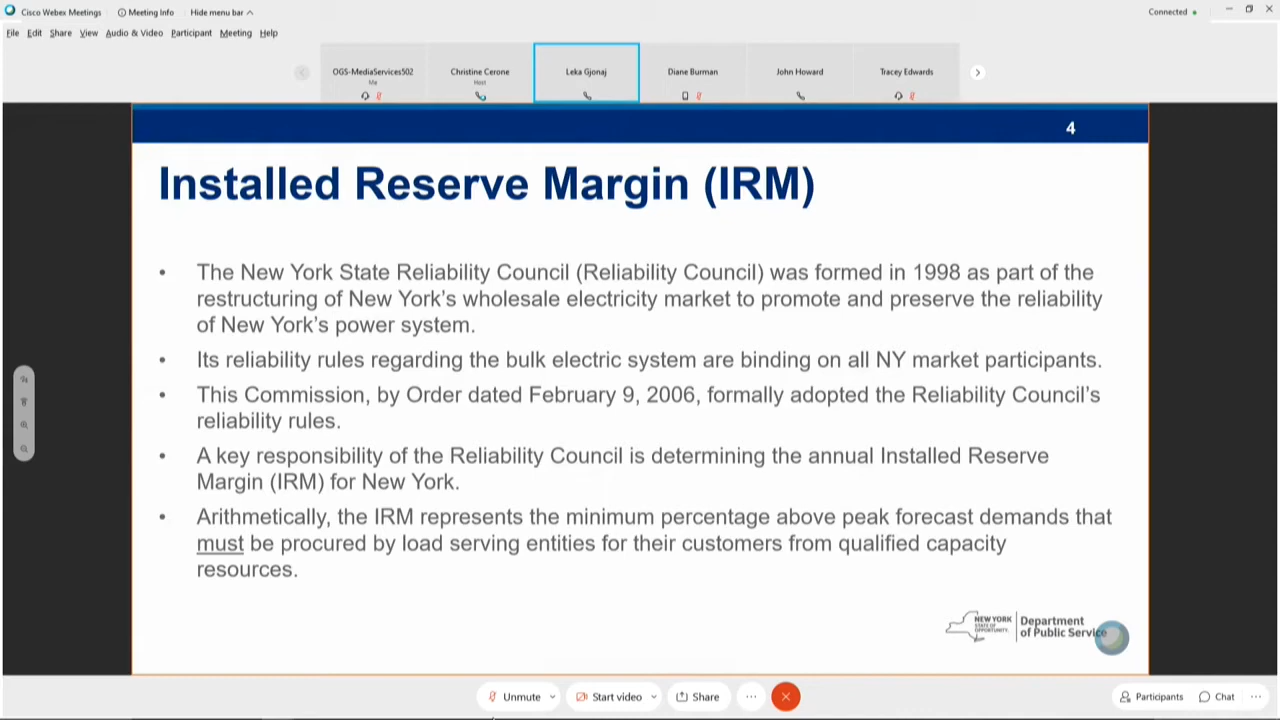 Cisco Webex Meetings
Meeting Info
Hide menu bar
Connected
File Edit Share View Audio & Video Participant Meeting Help
OGS-MediaServices502
Me
Christine Cerone
Host
Leka Gjonaj
Diane Burman
John Howard
Tracey Edwards
4
Installed Reserve Margin (IRM)
• The New York State Reliability Council (Reliability Council) was formed in 1998 as part of the
restructuring of New York's wholesale electricity market to promote and preserve the reliability
of New York's power system.
• Its reliability rules regarding the bulk electric system are binding on all NY market participants.
• This Commission, by Order dated February 9, 2006, formally adopted the Reliability Council's
reliability rules.
• A key responsibility of the Reliability Council is determining the annual Installed Reserve
Margin (IRM) for New York.
• Arithmetically, the IRM represents the minimum percentage above peak forecast demands that
must be procured by load serving entities for their customers from qualified capacity
resources.
NEW YORK
STATE OF
OPPORTUNITY.
Department
of Public Service
Unmute
Start video
Share
Participants
Chat